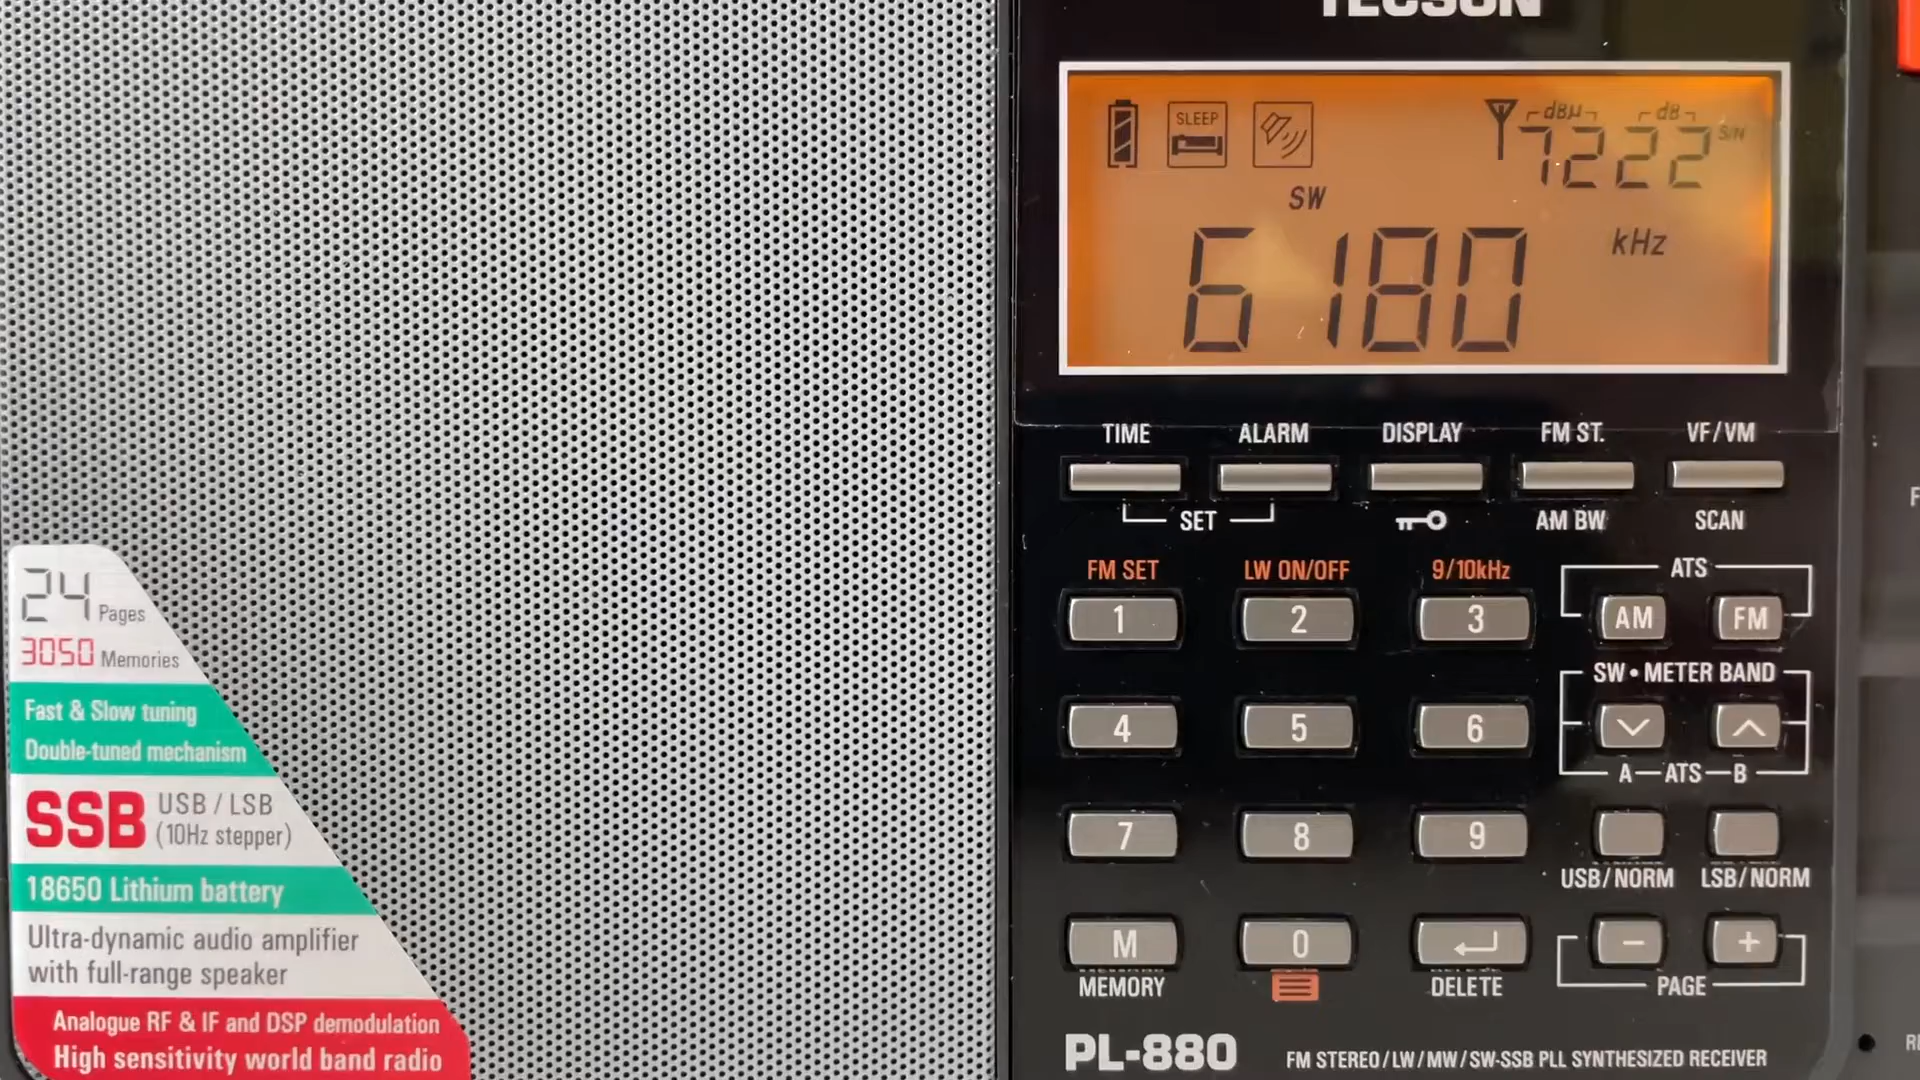 TECSUN
dBµ
dB
SLEEP
7222
S/N
SW
6180
kHz
TIME
ALARM
DISPLAY
FM ST.
VF/VM
SET
AM BW
SCAN
FM SET
LW ON/OFF
9/10kHz
ATS
1
2
3
AM
FM
SW • METER BAND
4
5
6
A — ATS — B
7
8
9
USB/NORM
LSB/NORM
M
0
−
+
MEMORY
DELETE
PAGE
PL-880
FM STEREO/LW/MW/SW-SSB PLL SYNTHESIZED RECEIVER
24 Pages
3050 Memories
Fast & Slow tuning
Double-tuned mechanism
SSB USB / LSB
(10Hz stepper)
18650 Lithium battery
Ultra-dynamic audio amplifier
with full-range speaker
Analogue RF & IF and DSP demodulation
High sensitivity world band radio